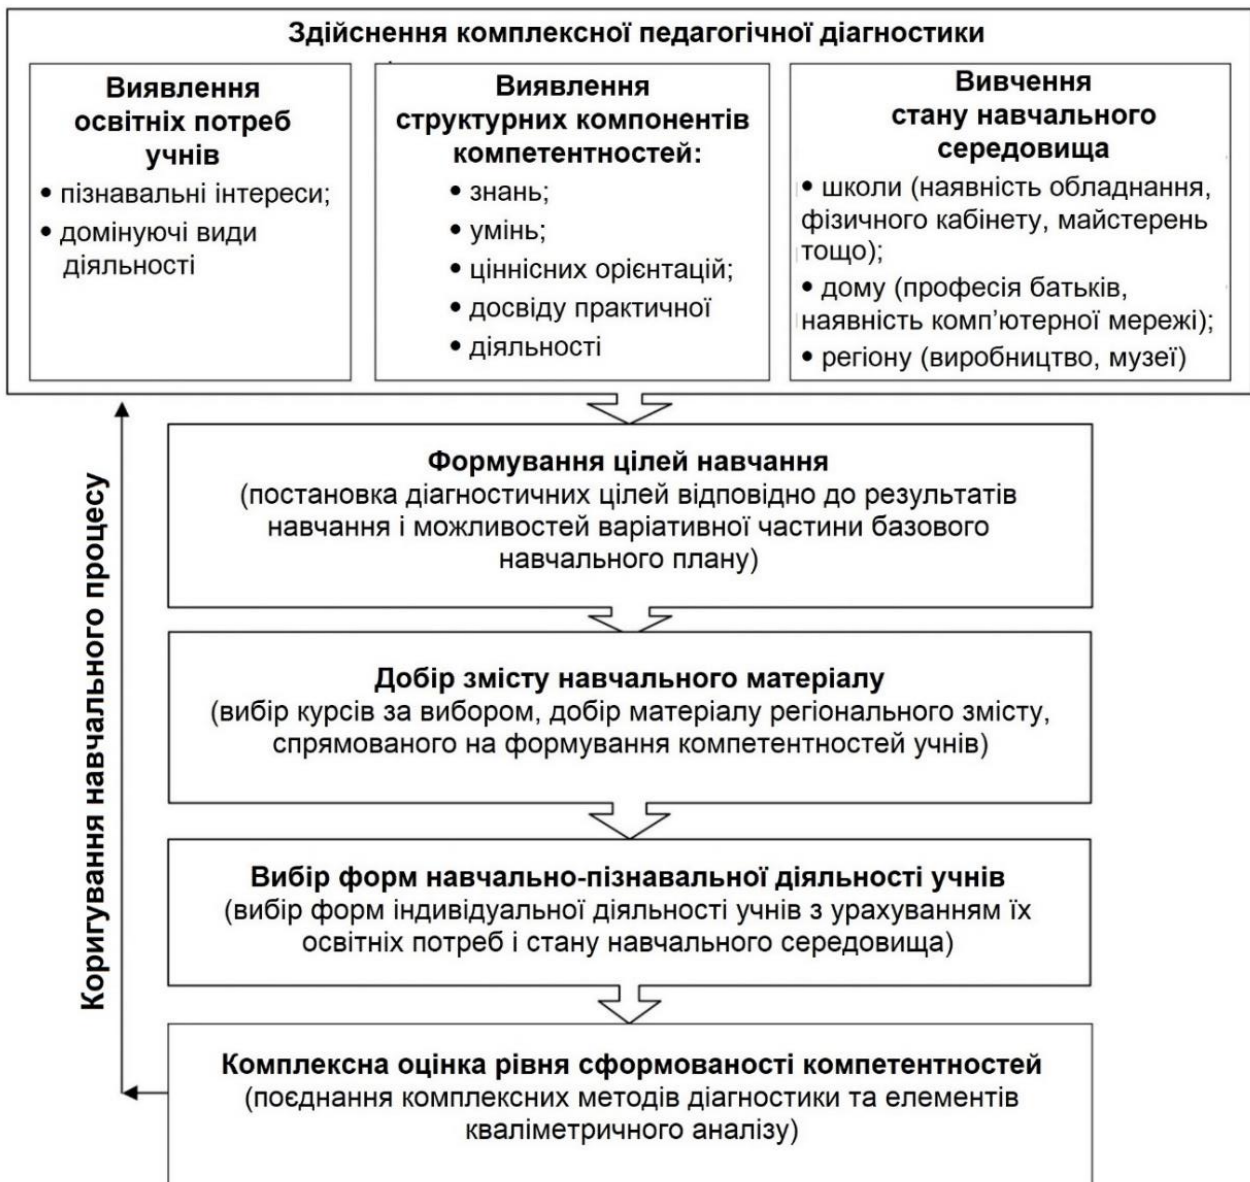 Здійснення комплексної педагогічної діагностики
Виявлення
освітніх потреб
учнів
• пізнавальні інтереси;
• домінуючі види
діяльності
Виявлення
структурних компонентів
компетентностей:
• знань;
• умінь;
• ціннісних орієнтацій;
• досвіду практичної
• діяльності
Вивчення
стану навчального
середовища
• школи (наявність обладнання,
фізичного кабінету, майстерень
тощо);
• дому (професія батьків,
наявність комп’ютерної мережі);
• регіону (виробництво, музеї)
Формування цілей навчання
(постановка діагностичних цілей відповідно до результатів
навчання і можливостей варіативної частини базового
навчального плану)
Добір змісту навчального матеріалу
(вибір курсів за вибором, добір матеріалу регіонального змісту,
спрямованого на формування компетентностей учнів)
Вибір форм навчально-пізнавальної діяльності учнів
(вибір форм індивідуальної діяльності учнів з урахуванням їх
освітніх потреб і стану навчального середовища)
Комплексна оцінка рівня сформованості компетентностей
(поєднання комплексних методів діагностики та елементів
кваліметричного аналізу)
Коригування навчального процесу